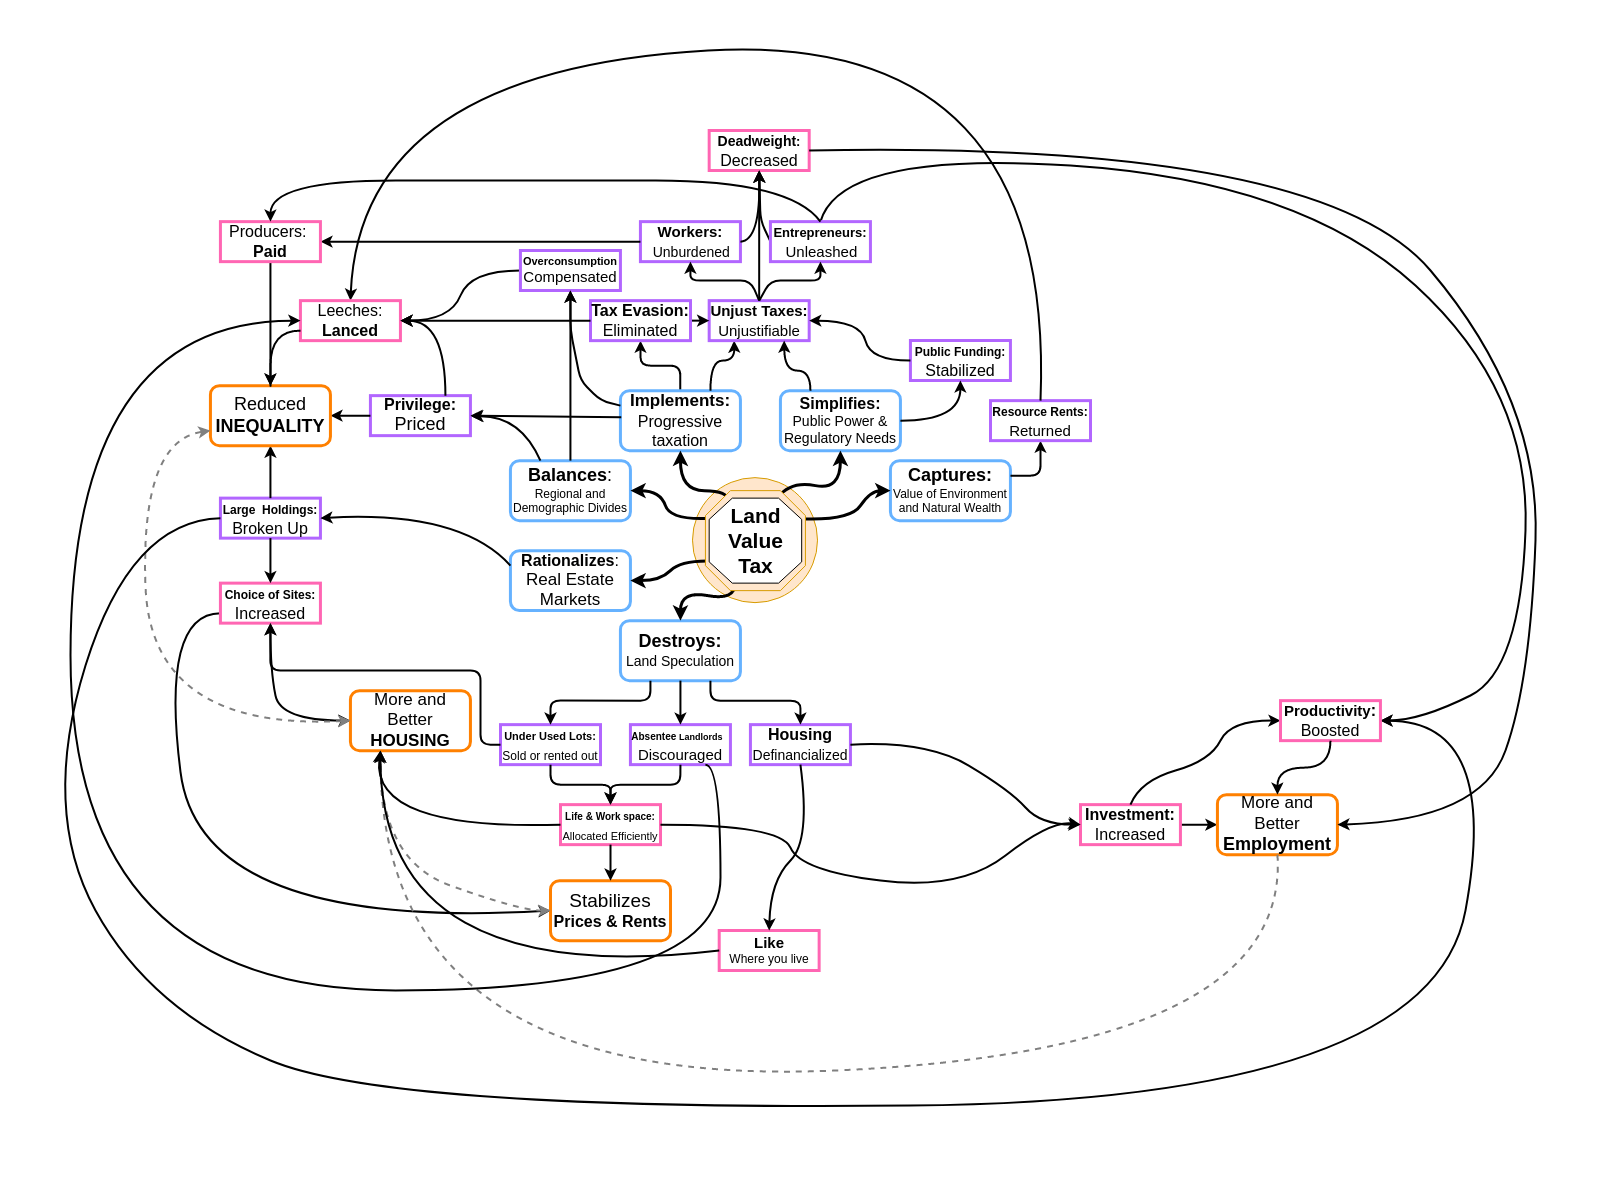 Deadweight:
Decreased
Producers:
Paid
Workers:
Unburdened
Entrepreneurs:
Unleashed
Overconsumption
Compensated
Leeches:
Lanced
Tax Evasion:
Eliminated
Unjust Taxes:
Unjustifiable
Public Funding:
Stabilized
Reduced
INEQUALITY
Privilege:
Priced
Implements:
Progressive
taxation
Simplifies:
Public Power &
Regulatory Needs
Resource Rents:
Returned
Balances:
Regional and
Demographic Divides
Captures:
Value of Environment
and Natural Wealth
Large Holdings:
Broken Up
Land
Value
Tax
Rationalizes:
Real Estate
Markets
Choice of Sites:
Increased
Destroys:
Land Speculation
More and
Better
HOUSING
Under Used Lots:
Sold or rented out
Absentee Landlords
Discouraged
Housing
Definancialized
Productivity:
Boosted
Life & Work space:
Allocated Efficiently
Investment:
Increased
More and
Better
Employment
Stabilizes
Prices & Rents
Like
Where you live